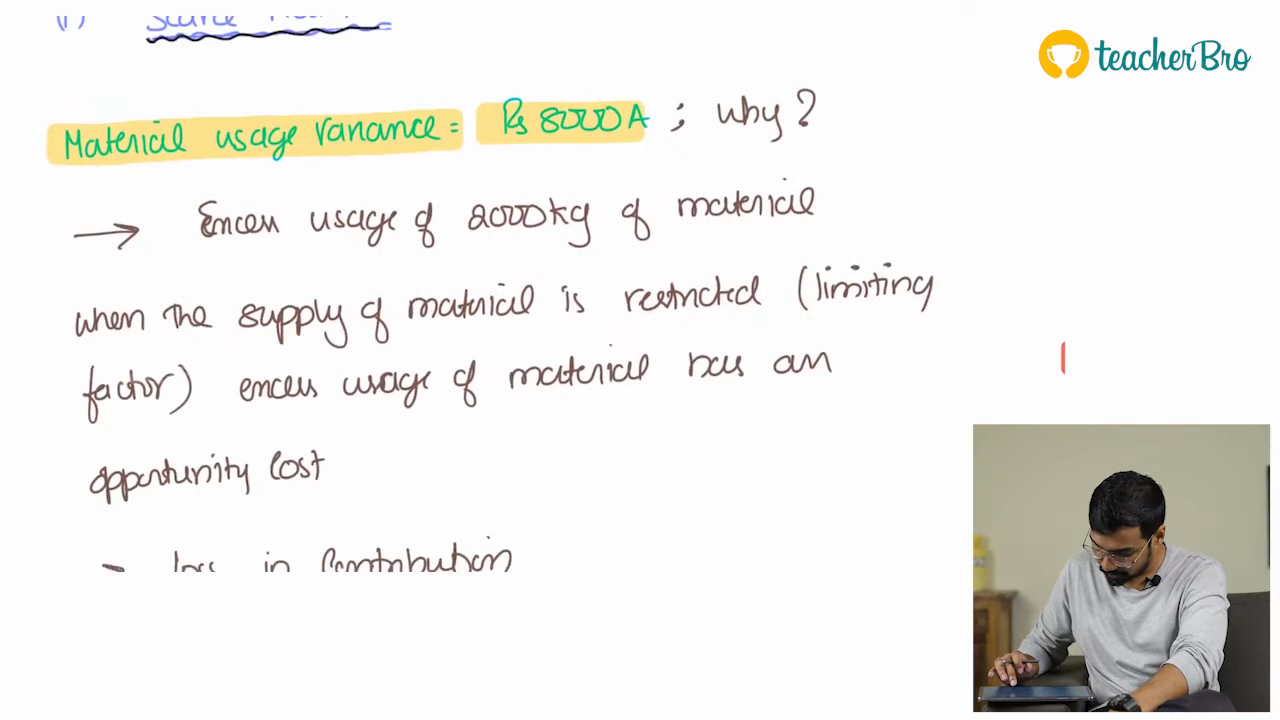 (i) Scarce
teacherBro
Material usage variance = Rs 8000A ; why?
→ Excess usage of 2000kg of material
when the supply of material is restricted (limiting
factor) excess usage of material has an
opportunity cost
→ loss in Contribution